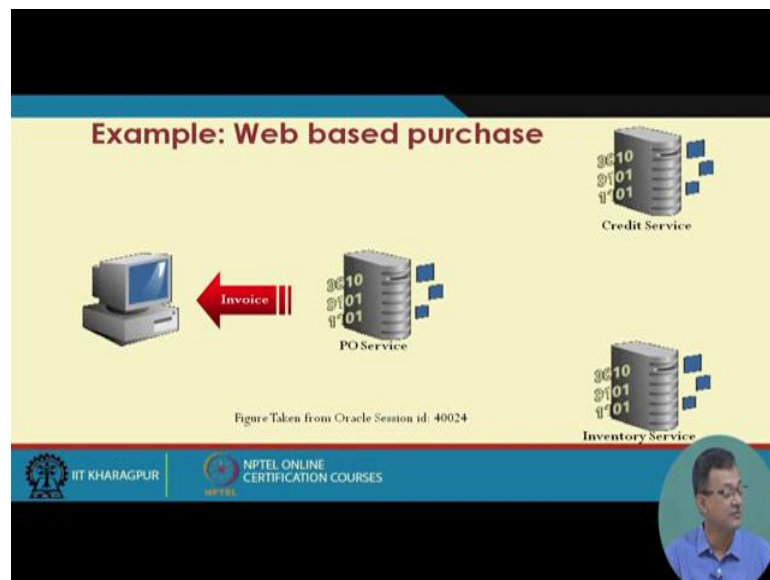 Example: Web based purchase
Credit Service
Invoice
PO Service
Figure Taken from Oracle Session id: 40024
Inventory Service
IIT KHARAGPUR
NPTEL
NPTEL ONLINE
CERTIFICATION COURSES